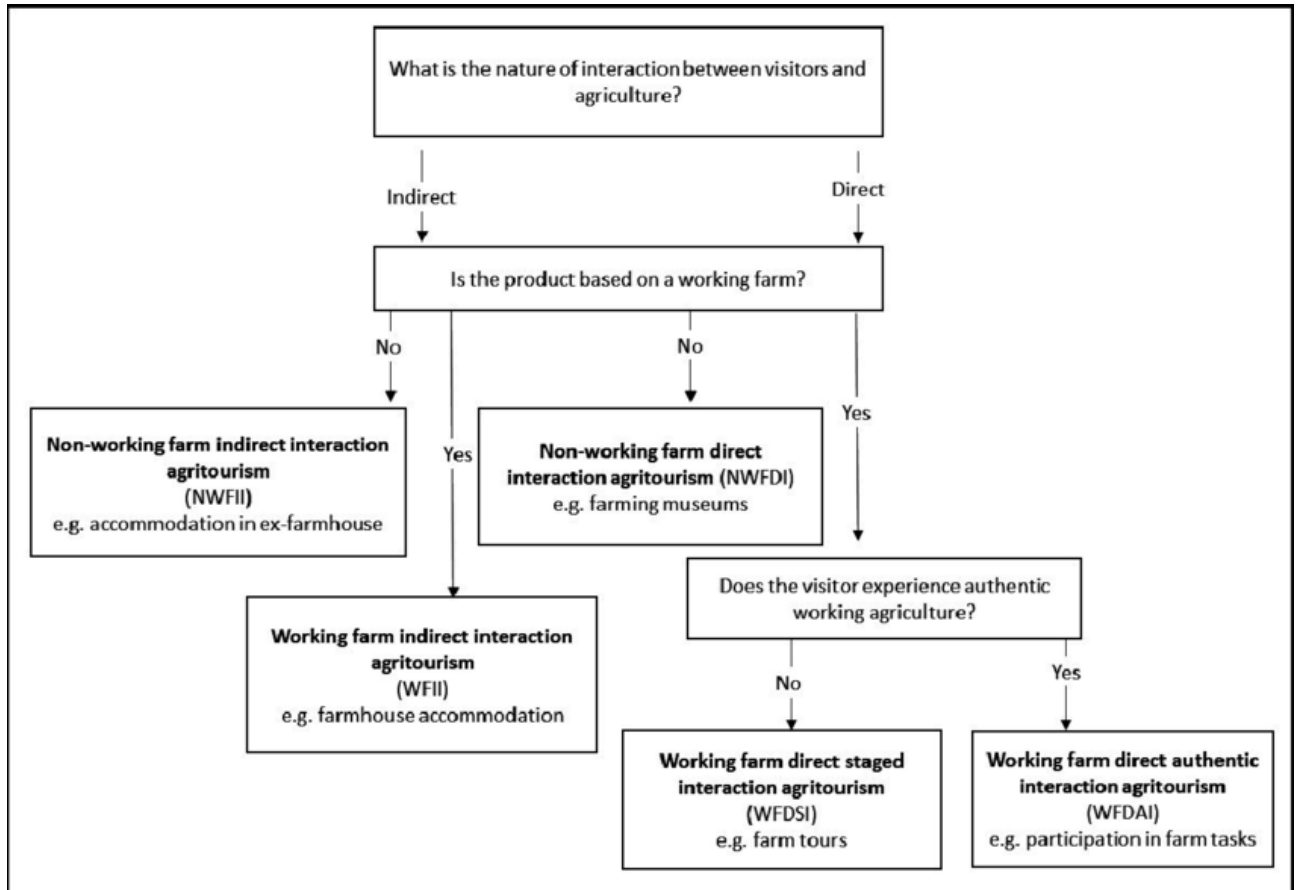 What is the nature of interaction between visitors and
agriculture?
Indirect
Direct
Is the product based on a working farm?
No
No
Yes
Yes
Non-working farm indirect interaction
agritourism
(NWFII)
e.g. accommodation in ex-farmhouse
Non-working farm direct
interaction agritourism (NWFDI)
e.g. farming museums
Does the visitor experience authentic
working agriculture?
Working farm indirect interaction
agritourism
(WFII)
e.g. farmhouse accommodation
No
Yes
Working farm direct staged
interaction agritourism
(WFDSI)
e.g. farm tours
Working farm direct authentic
interaction agritourism
(WFDAI)
e.g. participation in farm tasks